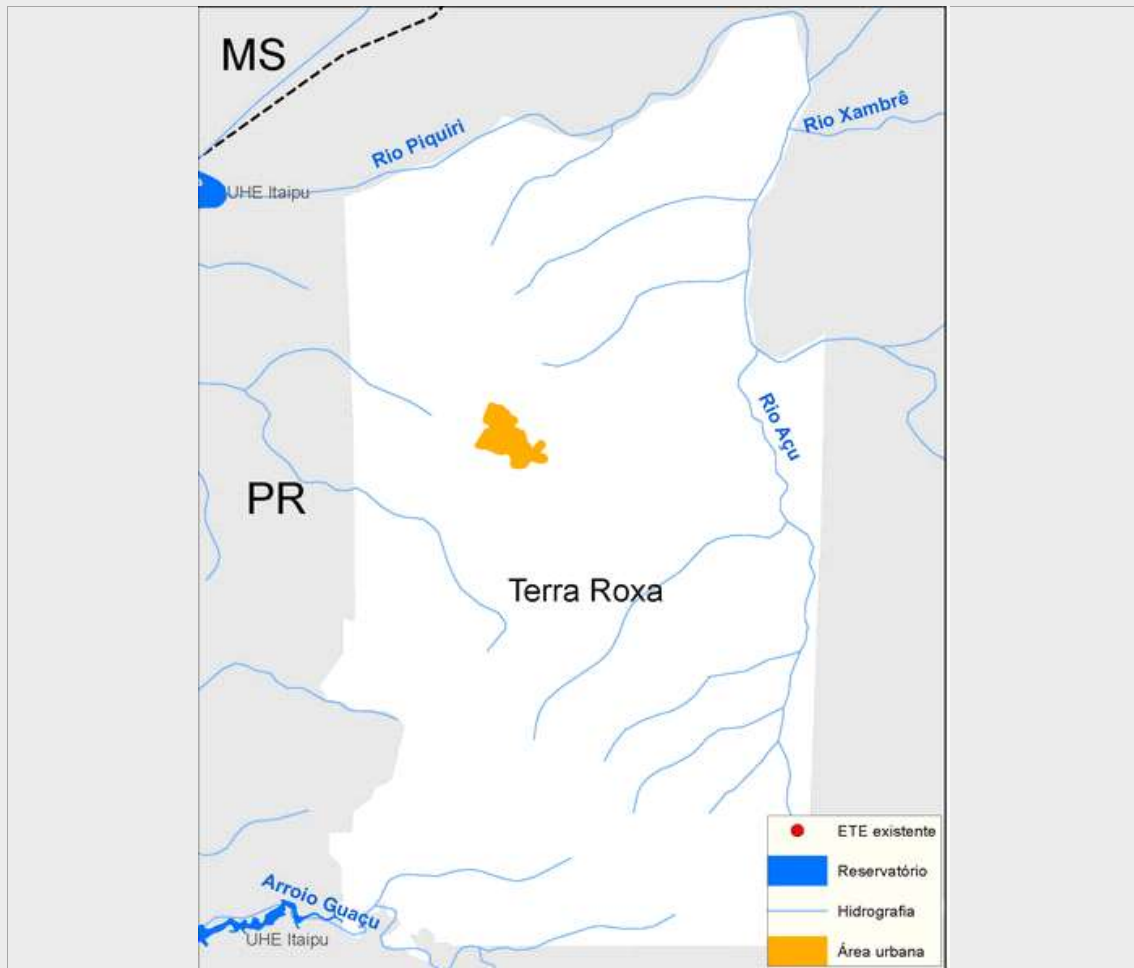 MS
Rio Xambrê
Rio Piquiri
UHE Itaipu
Rio Açu
PR
Terra Roxa
ETE existente
Reservatório
Arroio Guaçu
Hidrografia
UHE Itaipu
Área urbana